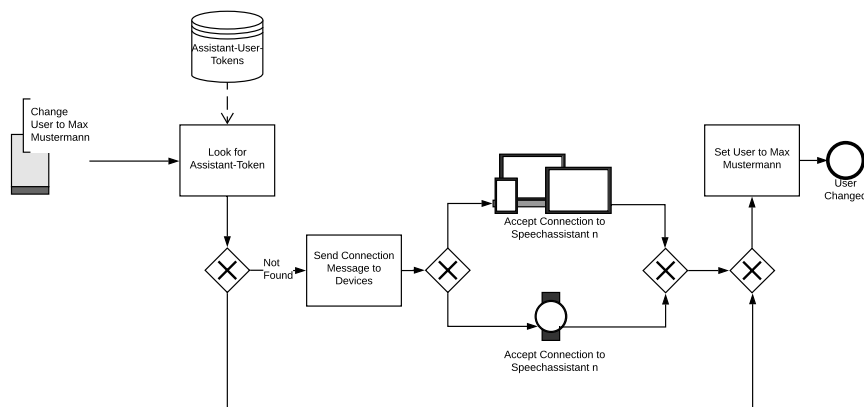 Assistant-User-
Tokens
Change
User to Max
Mustermann
Look for
Assistant-Token
Set User to Max
Mustermann
User
Changed
Accept Connection to
Speechassistant n
Not
Found
Send Connection
Message to
Devices
Accept Connection to
Speechassistant n